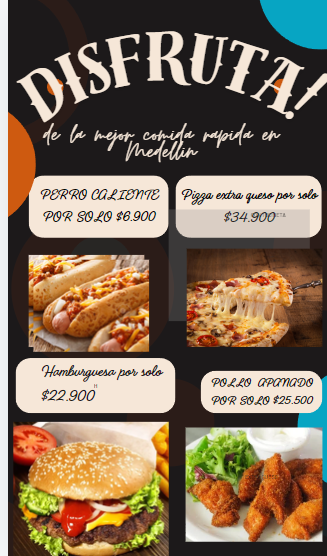 DISFRUTA!
de la mejor comida rapida en
Medellin
PERRO CALIENTE
POR SOLO $6.900
Pizza extra queso por solo
$34.900
Hamburguesa por solo
$22.900
POLLO APANADO
POR SOLO $25.500